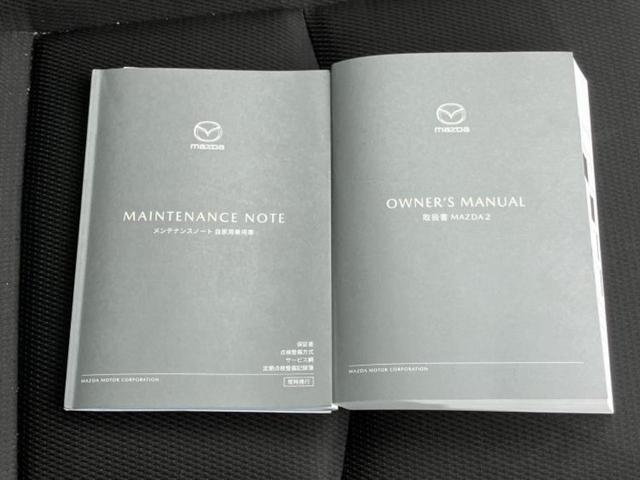 mazda
MAINTENANCE NOTE
メンテナンスノート 自家用乗用車
保証書
点検整備方式
サービス網
定期点検整備記録簿
MAZDA MOTOR CORPORATION
mazda
OWNER'S MANUAL
取扱書 MAZDA2
MAZDA MOTOR CORPORATION